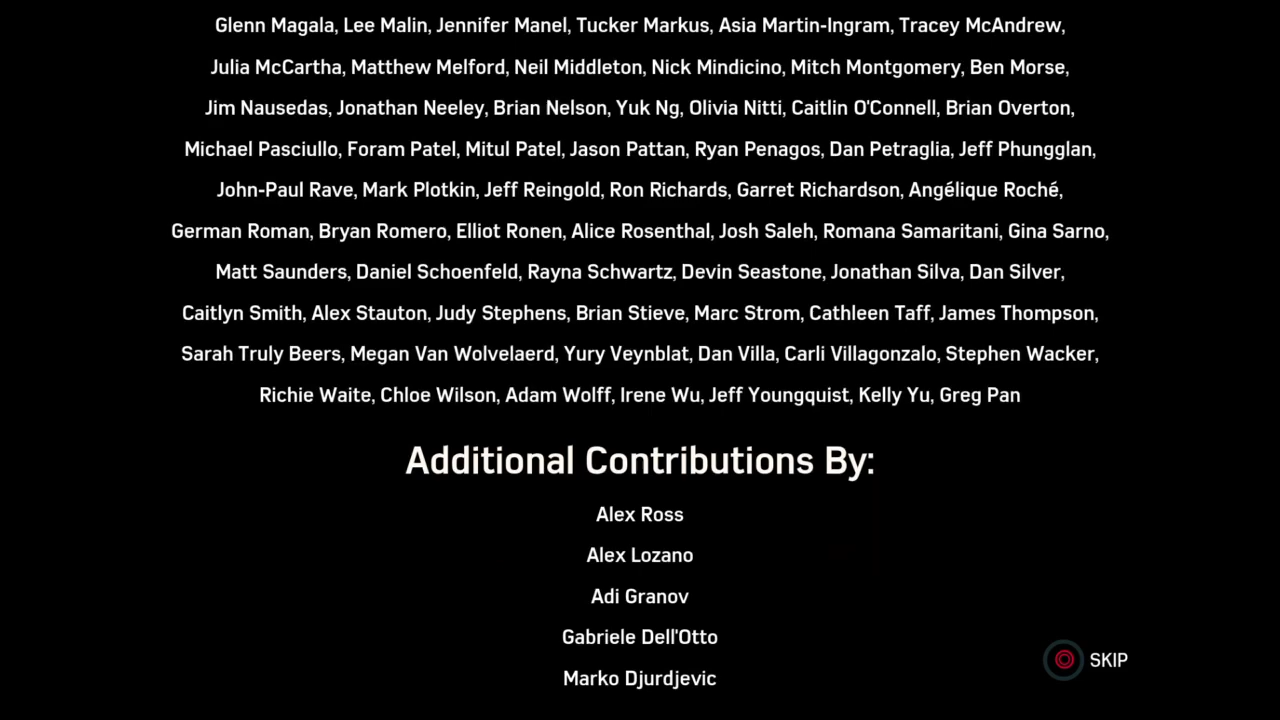 Glenn Magala, Lee Malin, Jennifer Manel, Tucker Markus, Asia Martin-Ingram, Tracey McAndrew,
Julia McCartha, Matthew Melford, Neil Middleton, Nick Mindicino, Mitch Montgomery, Ben Morse,
Jim Nausedas, Jonathan Neeley, Brian Nelson, Yuk Ng, Olivia Nitti, Caitlin O'Connell, Brian Overton,
Michael Pasciullo, Foram Patel, Mitul Patel, Jason Pattan, Ryan Penagos, Dan Petraglia, Jeff Phungglan,
John-Paul Rave, Mark Plotkin, Jeff Reingold, Ron Richards, Garret Richardson, Angélique Roché,
German Roman, Bryan Romero, Elliot Ronen, Alice Rosenthal, Josh Saleh, Romana Samaritani, Gina Sarno,
Matt Saunders, Daniel Schoenfeld, Rayna Schwartz, Devin Seastone, Jonathan Silva, Dan Silver,
Caitlyn Smith, Alex Stauton, Judy Stephens, Brian Stieve, Marc Strom, Cathleen Taff, James Thompson,
Sarah Truly Beers, Megan Van Wolvelaerd, Yury Veynblat, Dan Villa, Carli Villagonzalo, Stephen Wacker,
Richie Waite, Chloe Wilson, Adam Wolff, Irene Wu, Jeff Youngquist, Kelly Yu, Greg Pan
Additional Contributions By:
Alex Ross
Alex Lozano
Adi Granov
Gabriele Dell'Otto
Marko Djurdjevic
SKIP